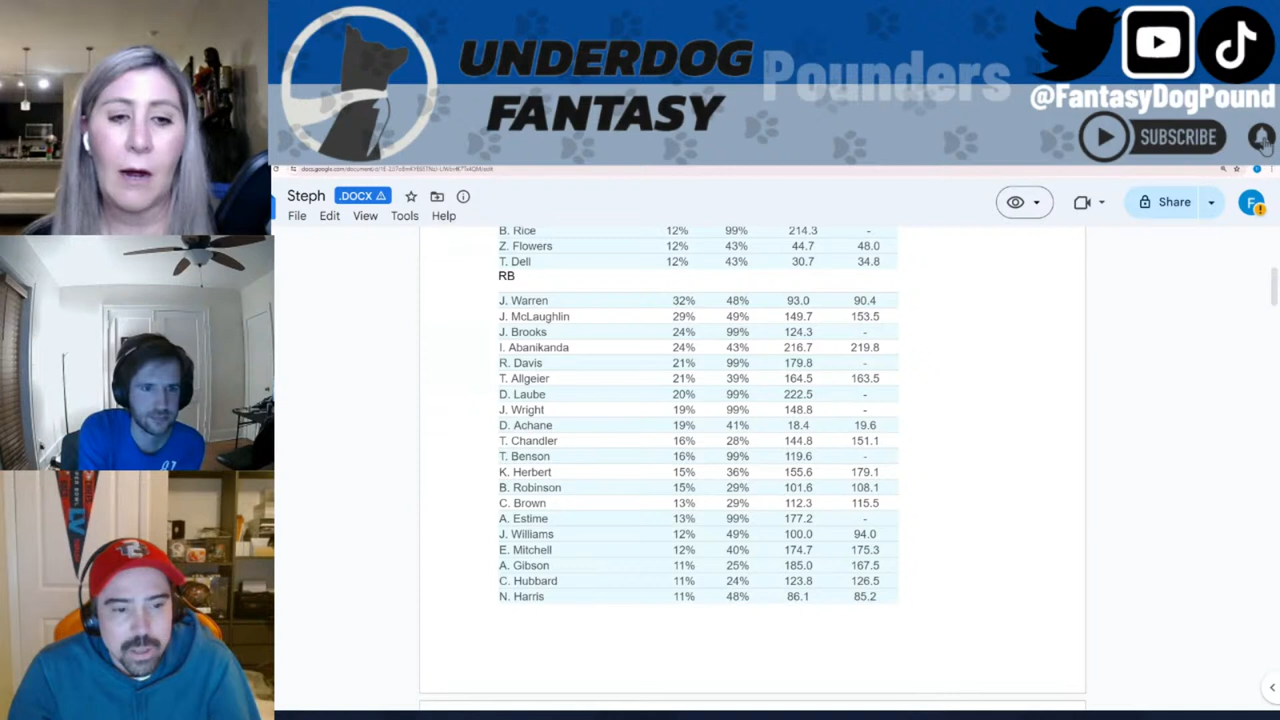 UNDERDOG
FANTASY
Pounders
@FantasyDogPound
SUBSCRIBE
Steph
.DOCX
Share
F
File Edit View Tools Help
B. Rice 12% 99% 214.3 -
Z. Flowers 12% 43% 44.7 48.0
T. Dell 12% 43% 30.7 34.8
RB
J. Warren 32% 48% 93.0 90.4
J. McLaughlin 29% 49% 149.7 153.5
J. Brooks 24% 99% 124.3 -
I. Abanikanda 24% 43% 216.7 219.8
R. Davis 21% 99% 179.8 -
T. Allgeier 21% 39% 164.5 163.5
D. Laube 20% 99% 222.5 -
J. Wright 19% 99% 148.8 -
D. Achane 19% 41% 18.4 19.6
T. Chandler 16% 28% 144.8 151.1
T. Benson 16% 99% 119.6 -
K. Herbert 15% 36% 155.6 179.1
B. Robinson 15% 29% 101.6 108.1
C. Brown 13% 29% 112.3 115.5
A. Estime 13% 99% 177.2 -
J. Williams 12% 49% 100.0 94.0
E. Mitchell 12% 40% 174.7 175.3
A. Gibson 11% 25% 185.0 167.5
C. Hubbard 11% 24% 123.8 126.5
N. Harris 11% 48% 86.1 85.2